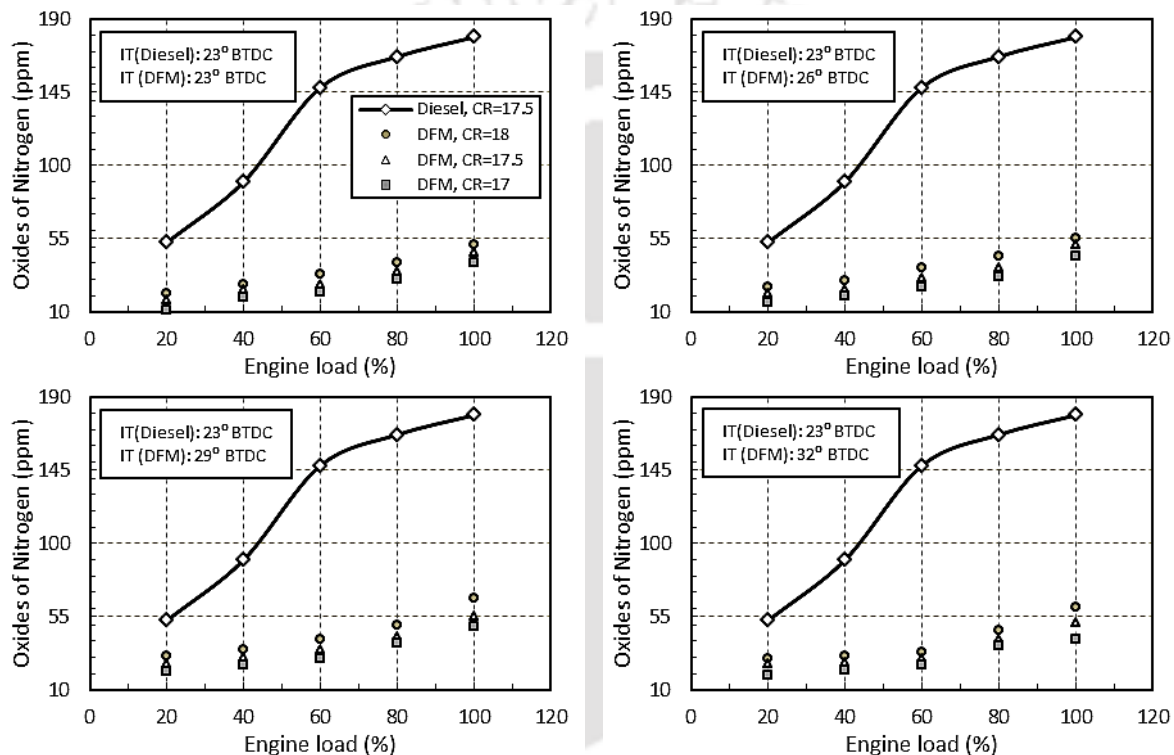 190
145
100
55
10
Oxides of Nitrogen (ppm)
IT(Diesel): 23° BTDC
IT (DFM): 23° BTDC
Diesel, CR=17.5
DFM, CR=18
DFM, CR=17.5
DFM, CR=17
0 20 40 60 80 100 120
Engine load (%)
190
145
100
55
10
Oxides of Nitrogen (ppm)
IT(Diesel): 23° BTDC
IT (DFM): 26° BTDC
0 20 40 60 80 100 120
Engine load (%)
190
145
100
55
10
Oxides of Nitrogen (ppm)
IT(Diesel): 23° BTDC
IT (DFM): 29° BTDC
0 20 40 60 80 100 120
Engine load (%)
190
145
100
55
10
Oxides of Nitrogen (ppm)
IT(Diesel): 23° BTDC
IT (DFM): 32° BTDC
0 20 40 60 80 100 120
Engine load (%)